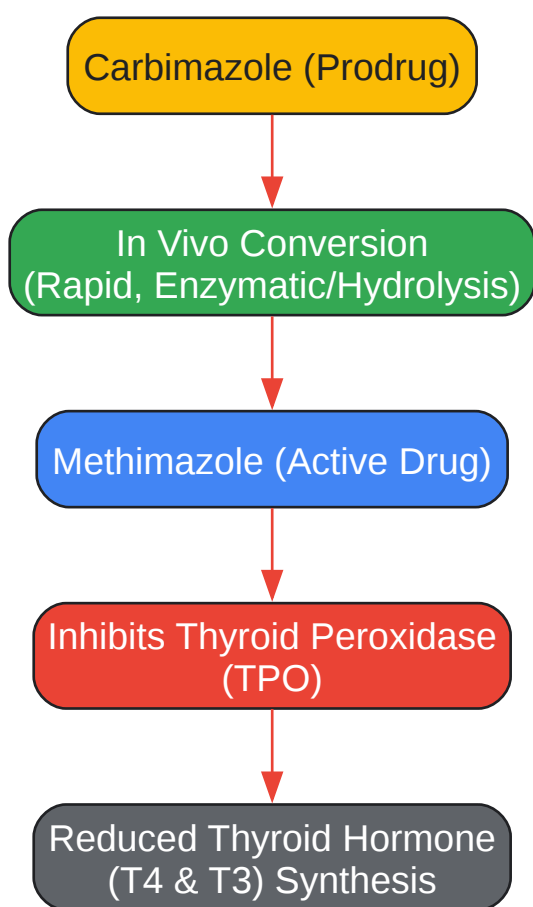 Carbimazole (Prodrug)
In Vivo Conversion
(Rapid, Enzymatic/Hydrolysis)
Methimazole (Active Drug)
Inhibits Thyroid Peroxidase
(TPO)
Reduced Thyroid Hormone
(T4 & T3) Synthesis